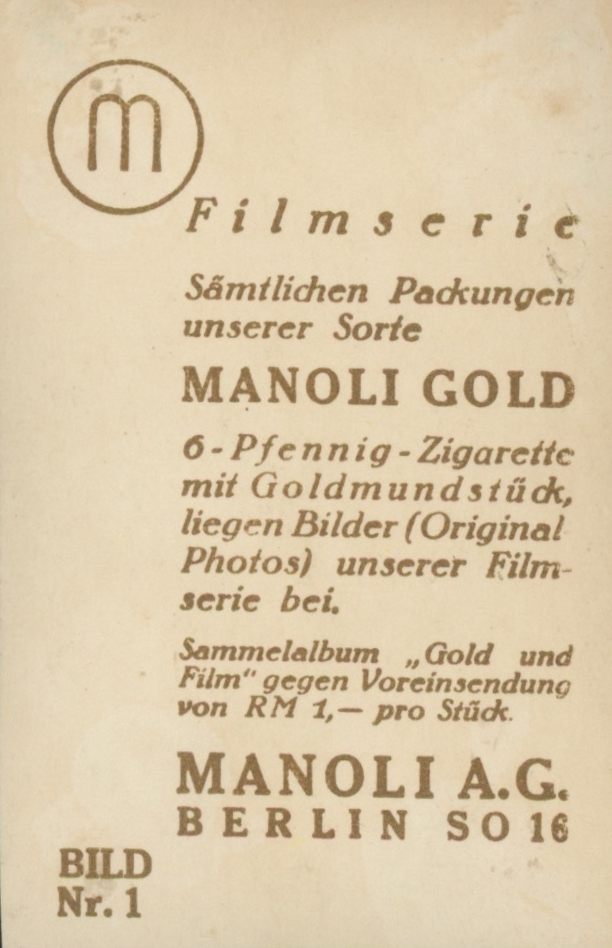 m
Filmserie
Sämtlichen Packungen
unserer Sorte
MANOLI GOLD
6-Pfennig-Zigarette
mit Goldmundstück,
liegen Bilder (Original
Photos) unserer Film-
serie bei.
Sammelalbum „Gold und
Film“ gegen Voreinsendung
von RM 1,— pro Stück.
MANOLI A.G.
BERLIN SO 16
BILD
Nr. 1